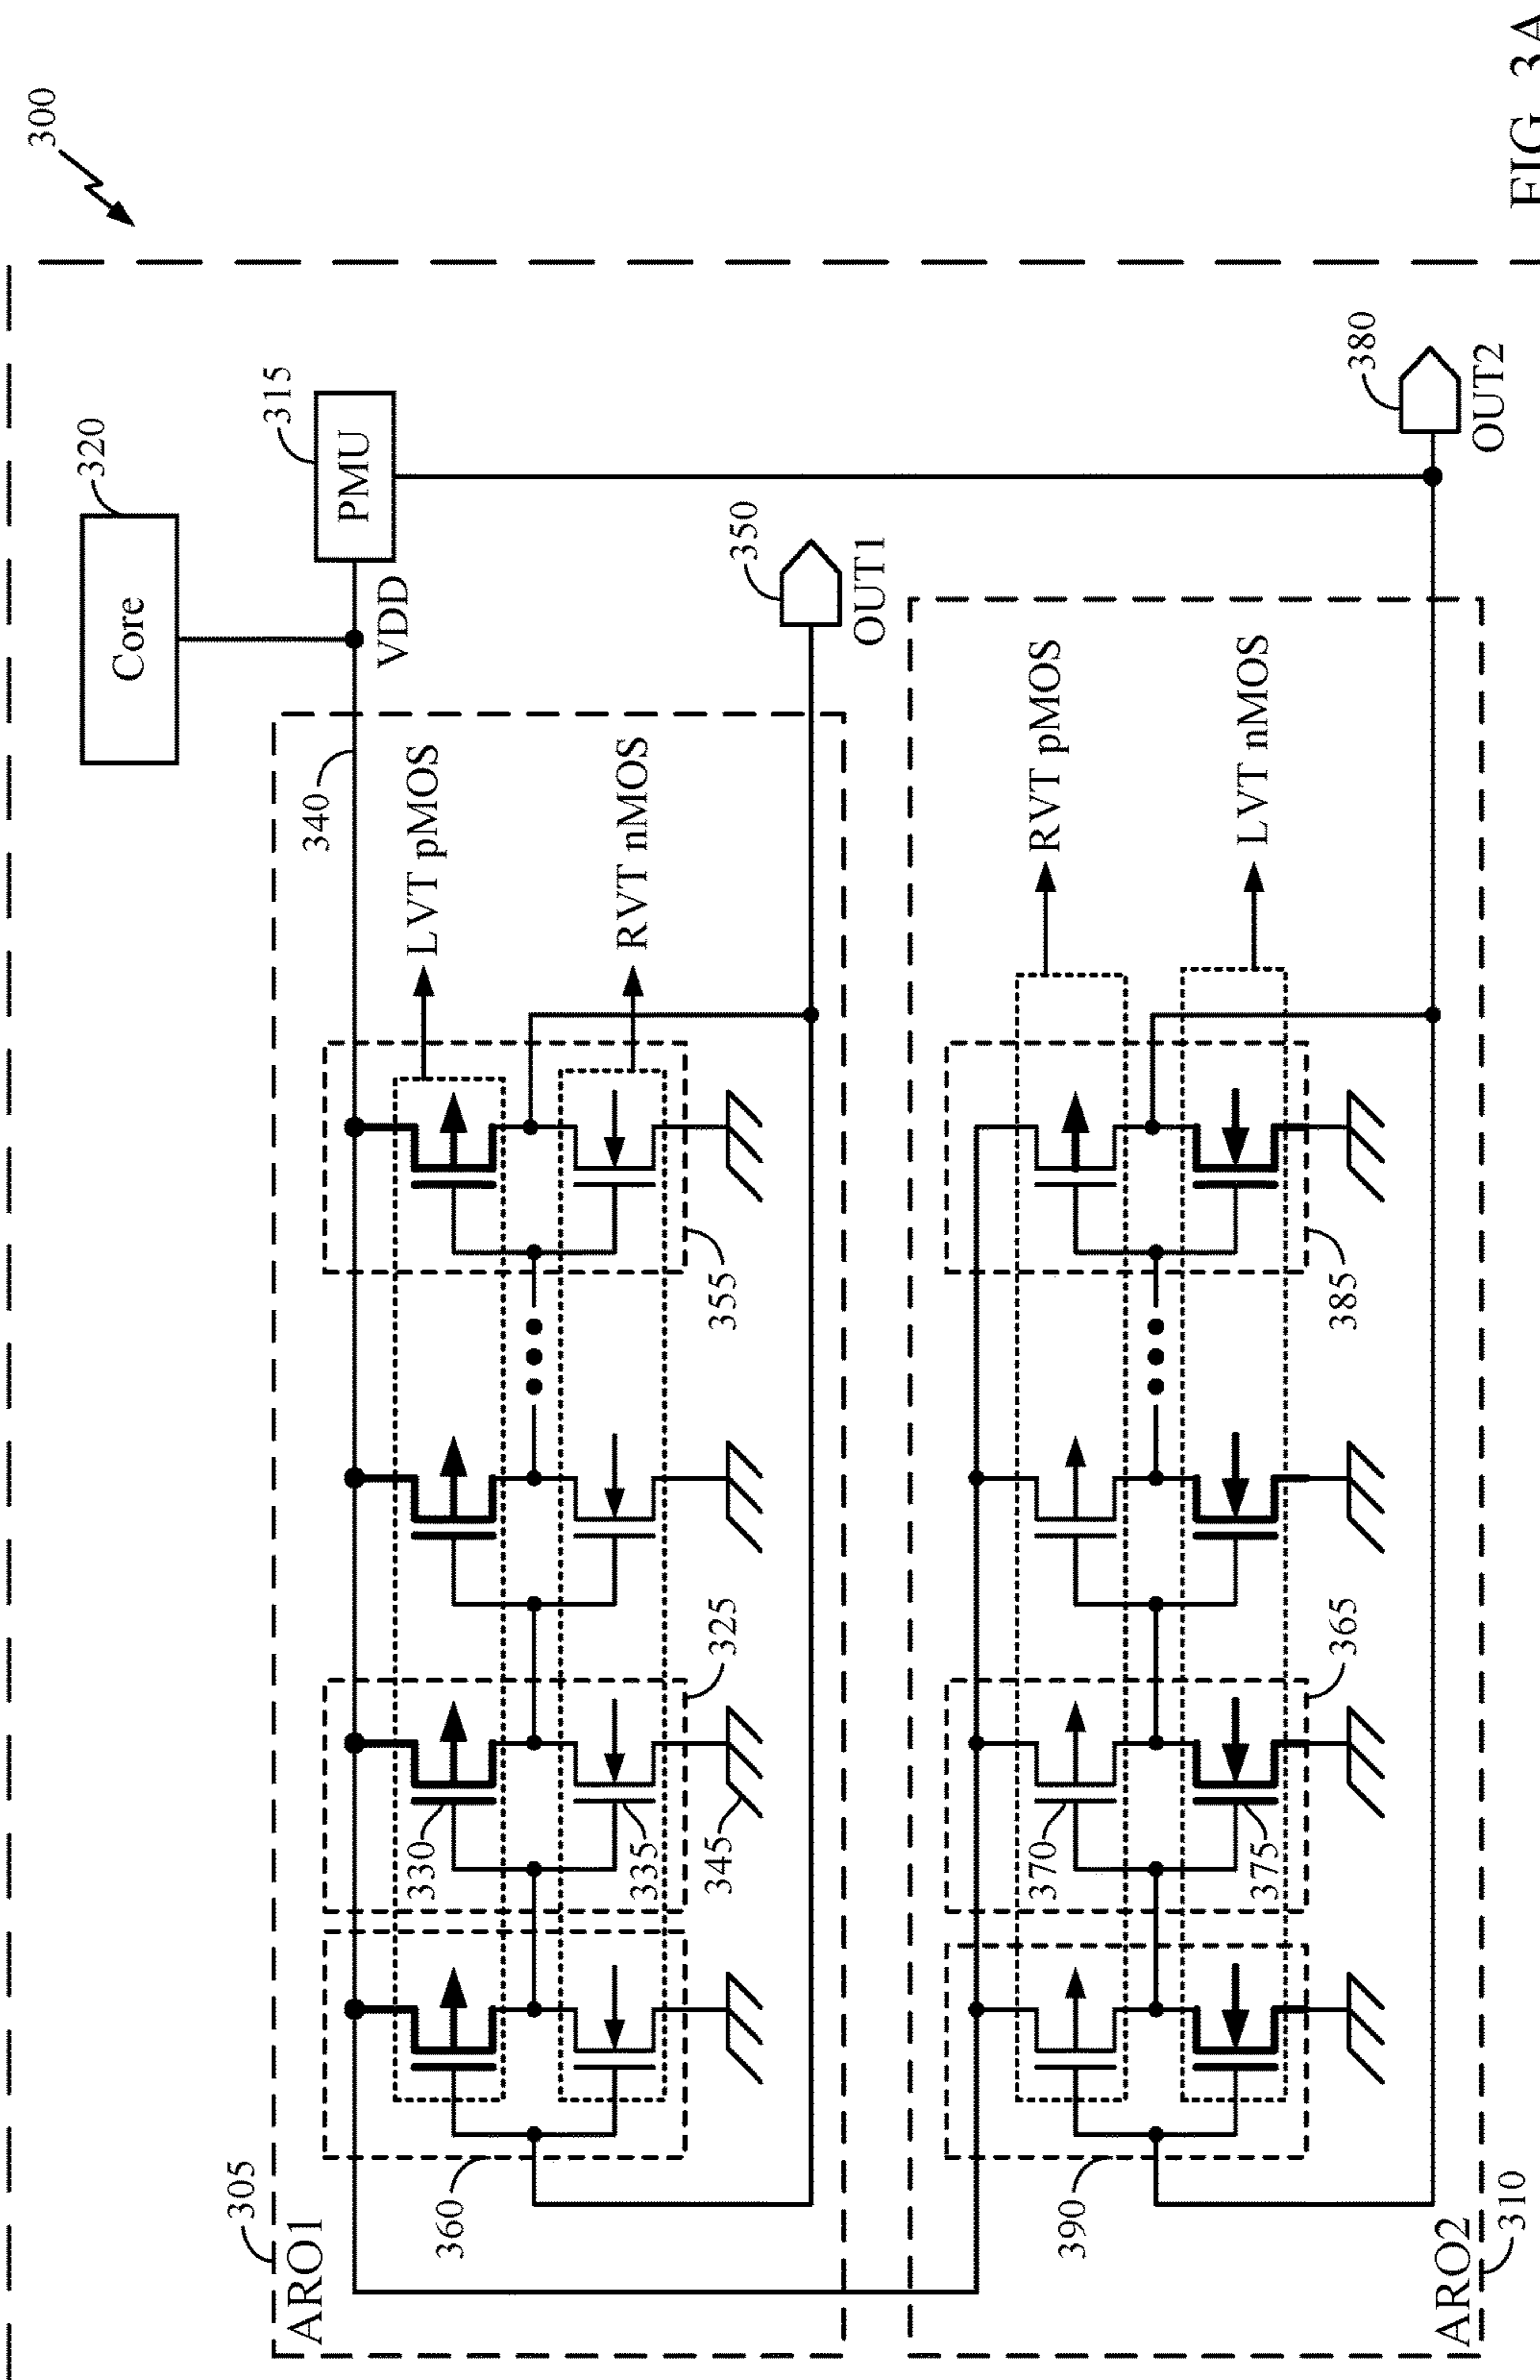 300
320
Core
315
PMU
VDD
340
305
ARO1
LVT pMOS
RVT nMOS
350
OUT1
355
325
330
335
345
360
RVT pMOS
LVT nMOS
380
OUT2
385
365
370
375
390
ARO2
310
FIG. 3A